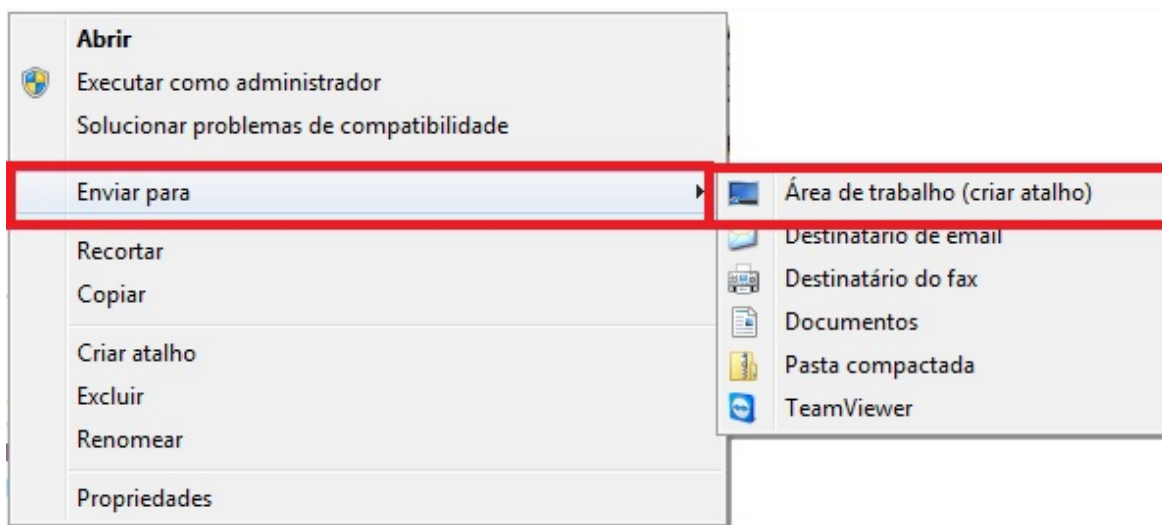 Abrir
Executar como administrador
Solucionar problemas de compatibilidade
Enviar para
Recortar
Copiar
Criar atalho
Excluir
Renomear
Propriedades
Área de trabalho (criar atalho)
Destinatário de email
Destinatário do fax
Documentos
Pasta compactada
TeamViewer